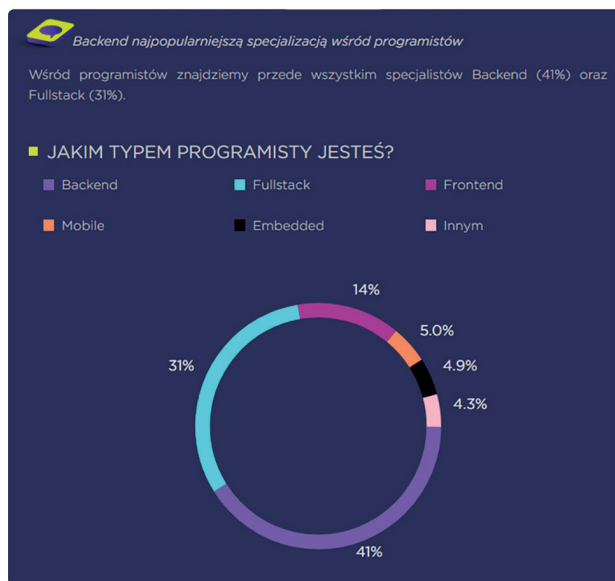 Backend najpopularniejszą specjalizacją wśród programistów
Wśród programistów znajdziemy przede wszystkim specjalistów Backend (41%) oraz
Fullstack (31%).
JAKIM TYPEM PROGRAMISTY JESTEŚ?
Backend
Fullstack
Frontend
Mobile
Embedded
Innym
14%
5.0%
31%
4.9%
4.3%
41%